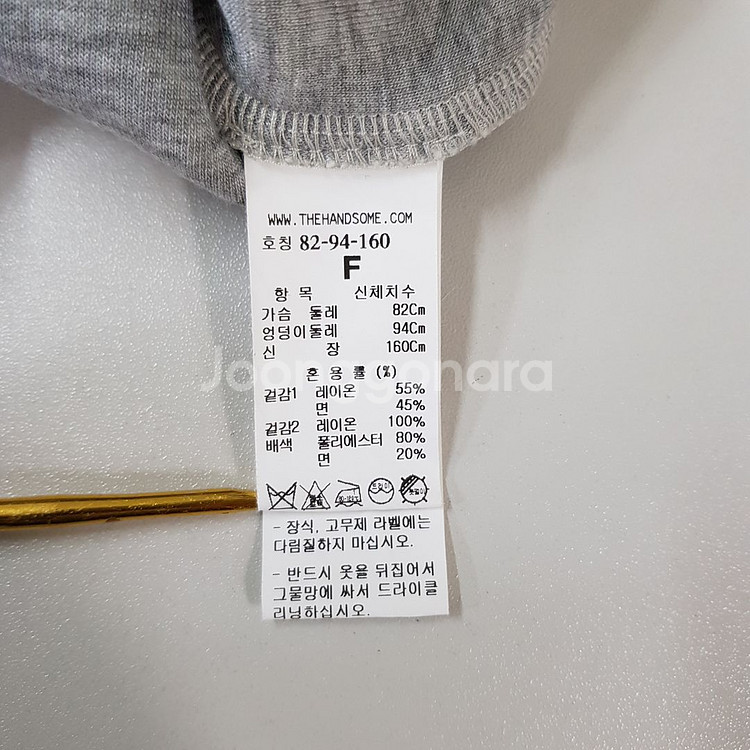 WWW.THEHANDSOME.COM
호칭 82-94-160
F
항 목 신체치수
가슴 둘레 82Cm
엉덩이둘레 94Cm
신 장 160Cm
혼 용 률 (%)
겉감1 레이온 55%
면 45%
겉감2 레이온 100%
배색 폴리에스터 80%
면 20%
드라이
- 장식, 고무제 라벨에는
다림질하지 마십시오.
- 반드시 옷을 뒤집어서
그물망에 싸서 드라이클
리닝하십시오.
Joonggonara